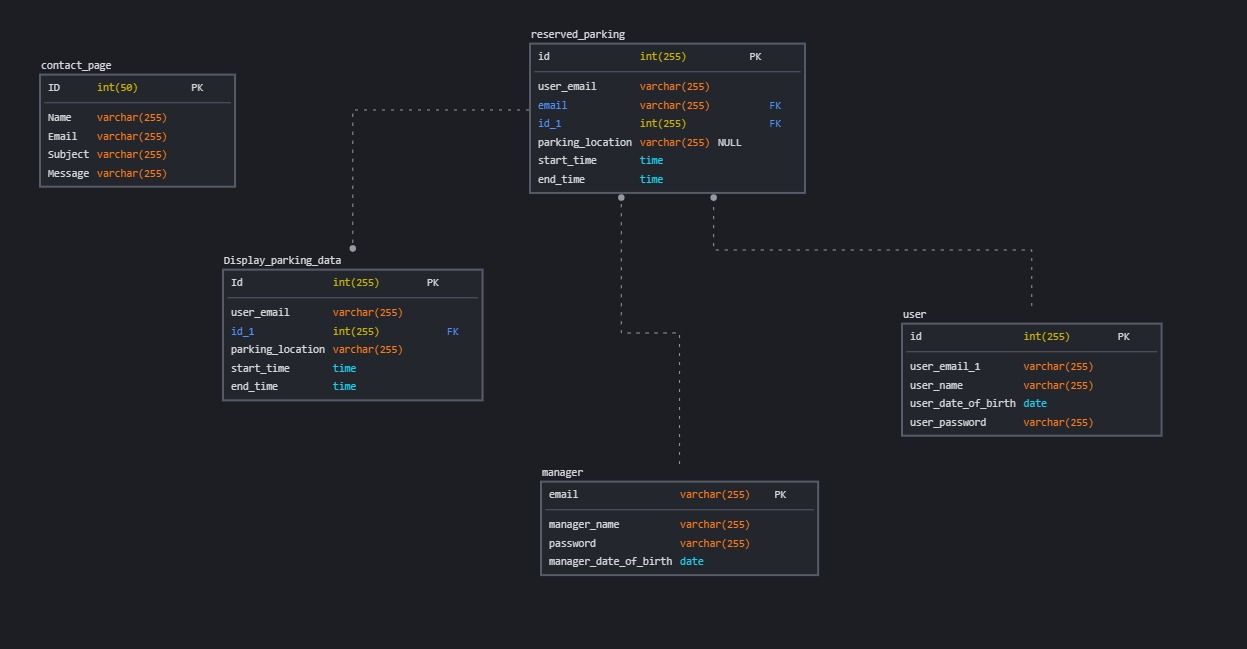 reserved_parking
id int(255) PK
user_email varchar(255)
email varchar(255) FK
id_1 int(255) FK
parking_location varchar(255) NULL
start_time time
end_time time
contact_page
ID int(50) PK
Name varchar(255)
Email varchar(255)
Subject varchar(255)
Message varchar(255)
Display_parking_data
Id int(255) PK
user_email varchar(255)
id_1 int(255) FK
parking_location varchar(255)
start_time time
end_time time
user
id int(255) PK
user_email_1 varchar(255)
user_name varchar(255)
user_date_of_birth date
user_password varchar(255)
manager
email varchar(255) PK
manager_name varchar(255)
password varchar(255)
manager_date_of_birth date